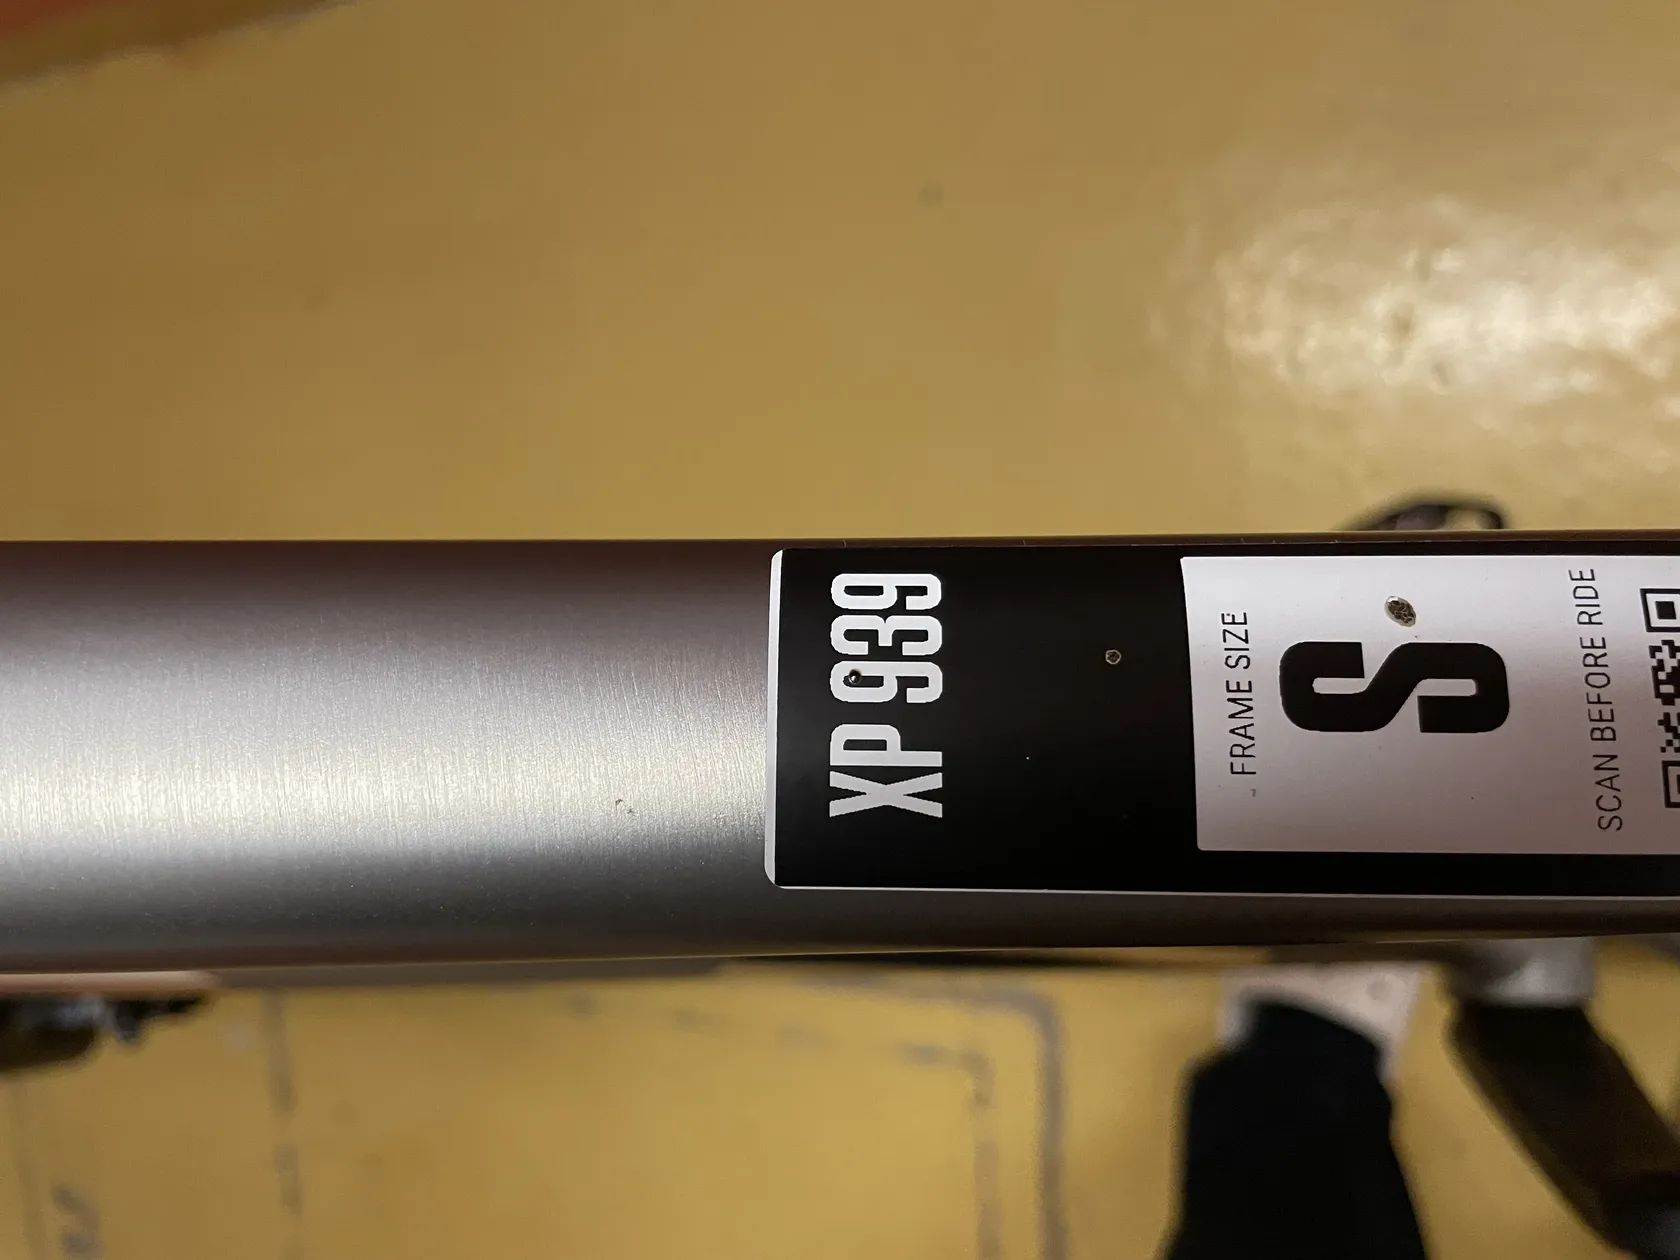 XP 939
FRAME SIZE
S
SCAN BEFORE RIDE